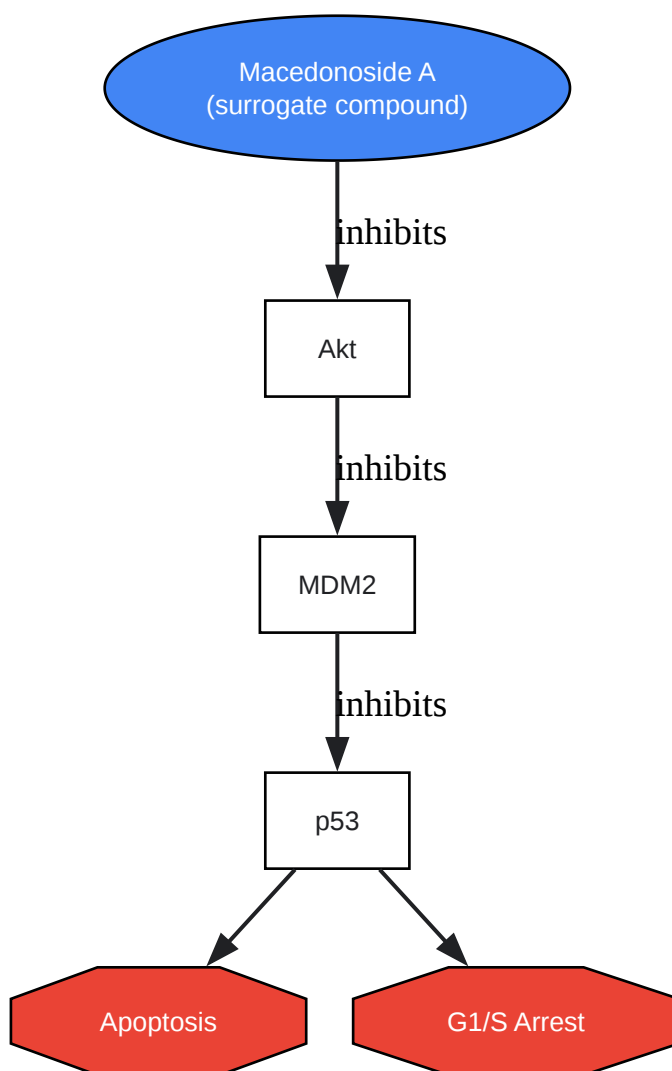 Macedonoside A
(surrogate compound)
inhibits
Akt
inhibits
MDM2
inhibits
p53
Apoptosis
G1/S Arrest